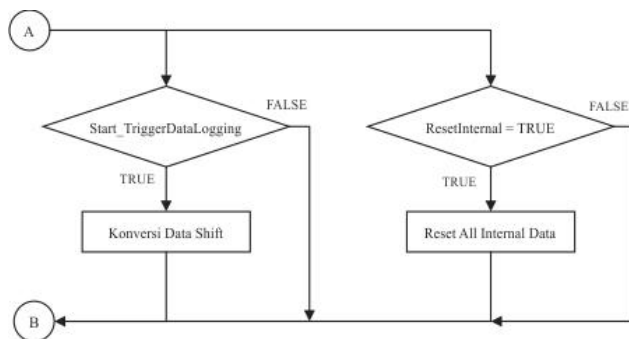 A
FALSE
FALSE
Start_TriggerDataLogging
ResetInternal = TRUE
TRUE
TRUE
Konversi Data Shift
Reset All Internal Data
B